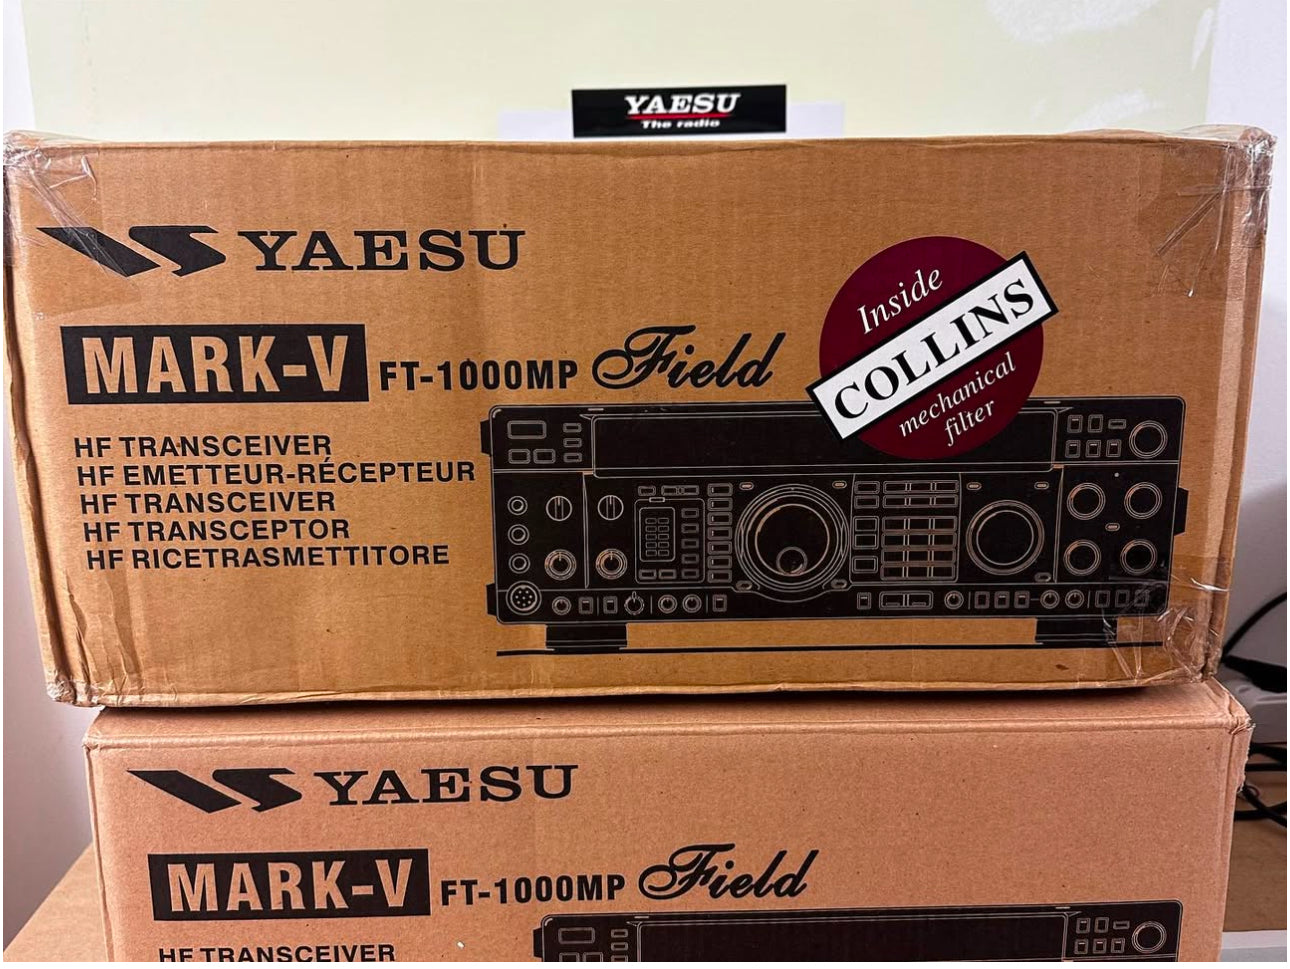 YAESU
The radio
YAESU
MARK-V FT-1000MP Field
Inside
COLLINS
mechanical
filter
HF TRANSCEIVER
HF EMETTEUR-RÉCEPTEUR
HF TRANSCEIVER
HF TRANSCEPTOR
HF RICETRASMETTITORE
YAESU
MARK-V FT-1000MP Field
HF TRANSCEIVER